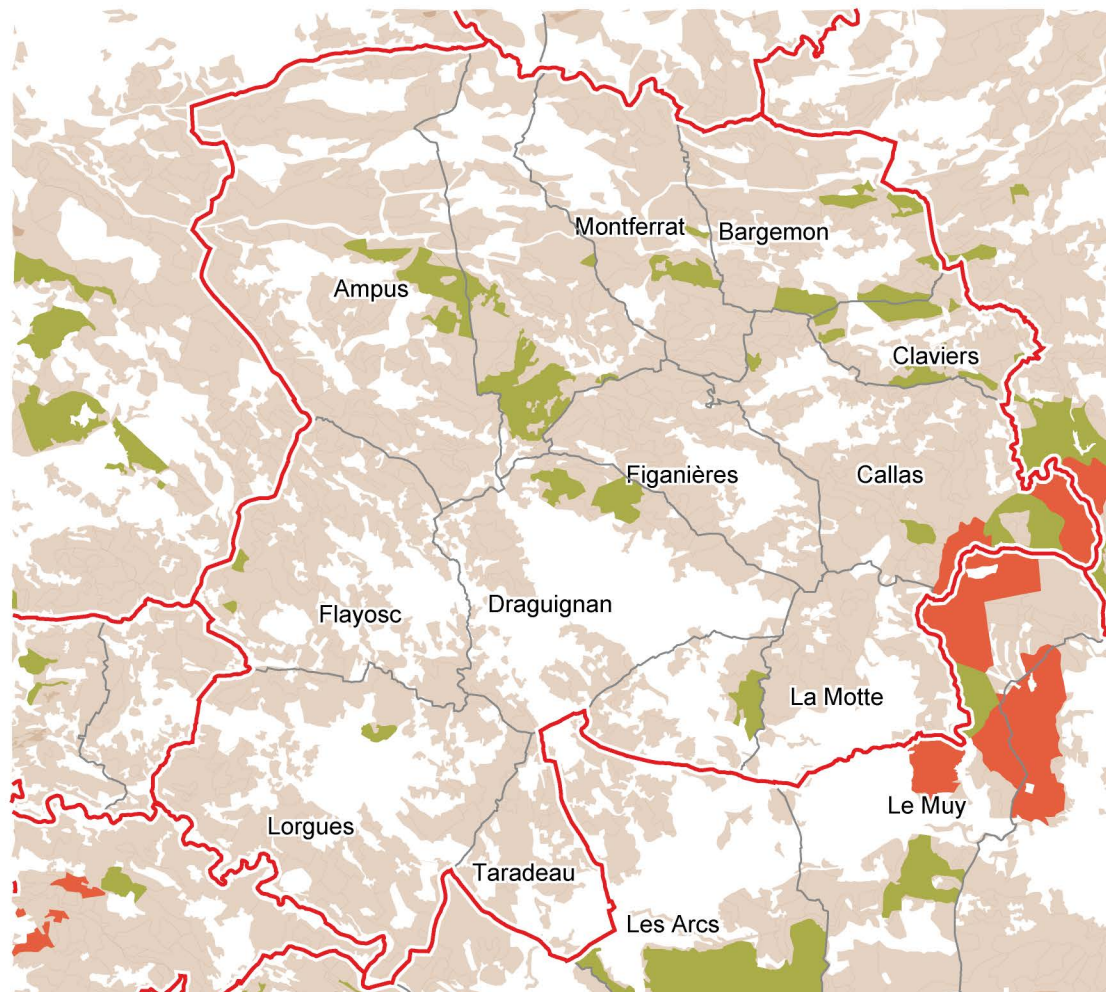 Montferrat
Bargemon
Ampus
Claviers
Figanières
Callas
Flayosc
Draguignan
La Motte
Le Muy
Lorgues
Taradeau
Les Arcs